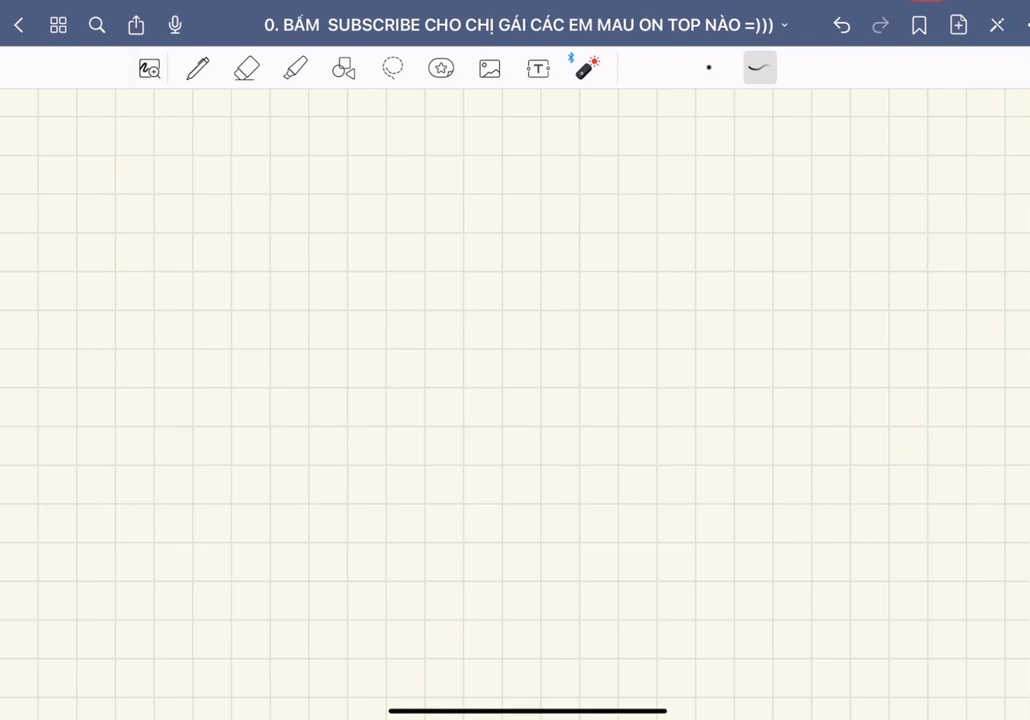 0. BẤM SUBSCRIBE CHO CHỊ GÁI CÁC EM MAU ON TOP NÀO =)))